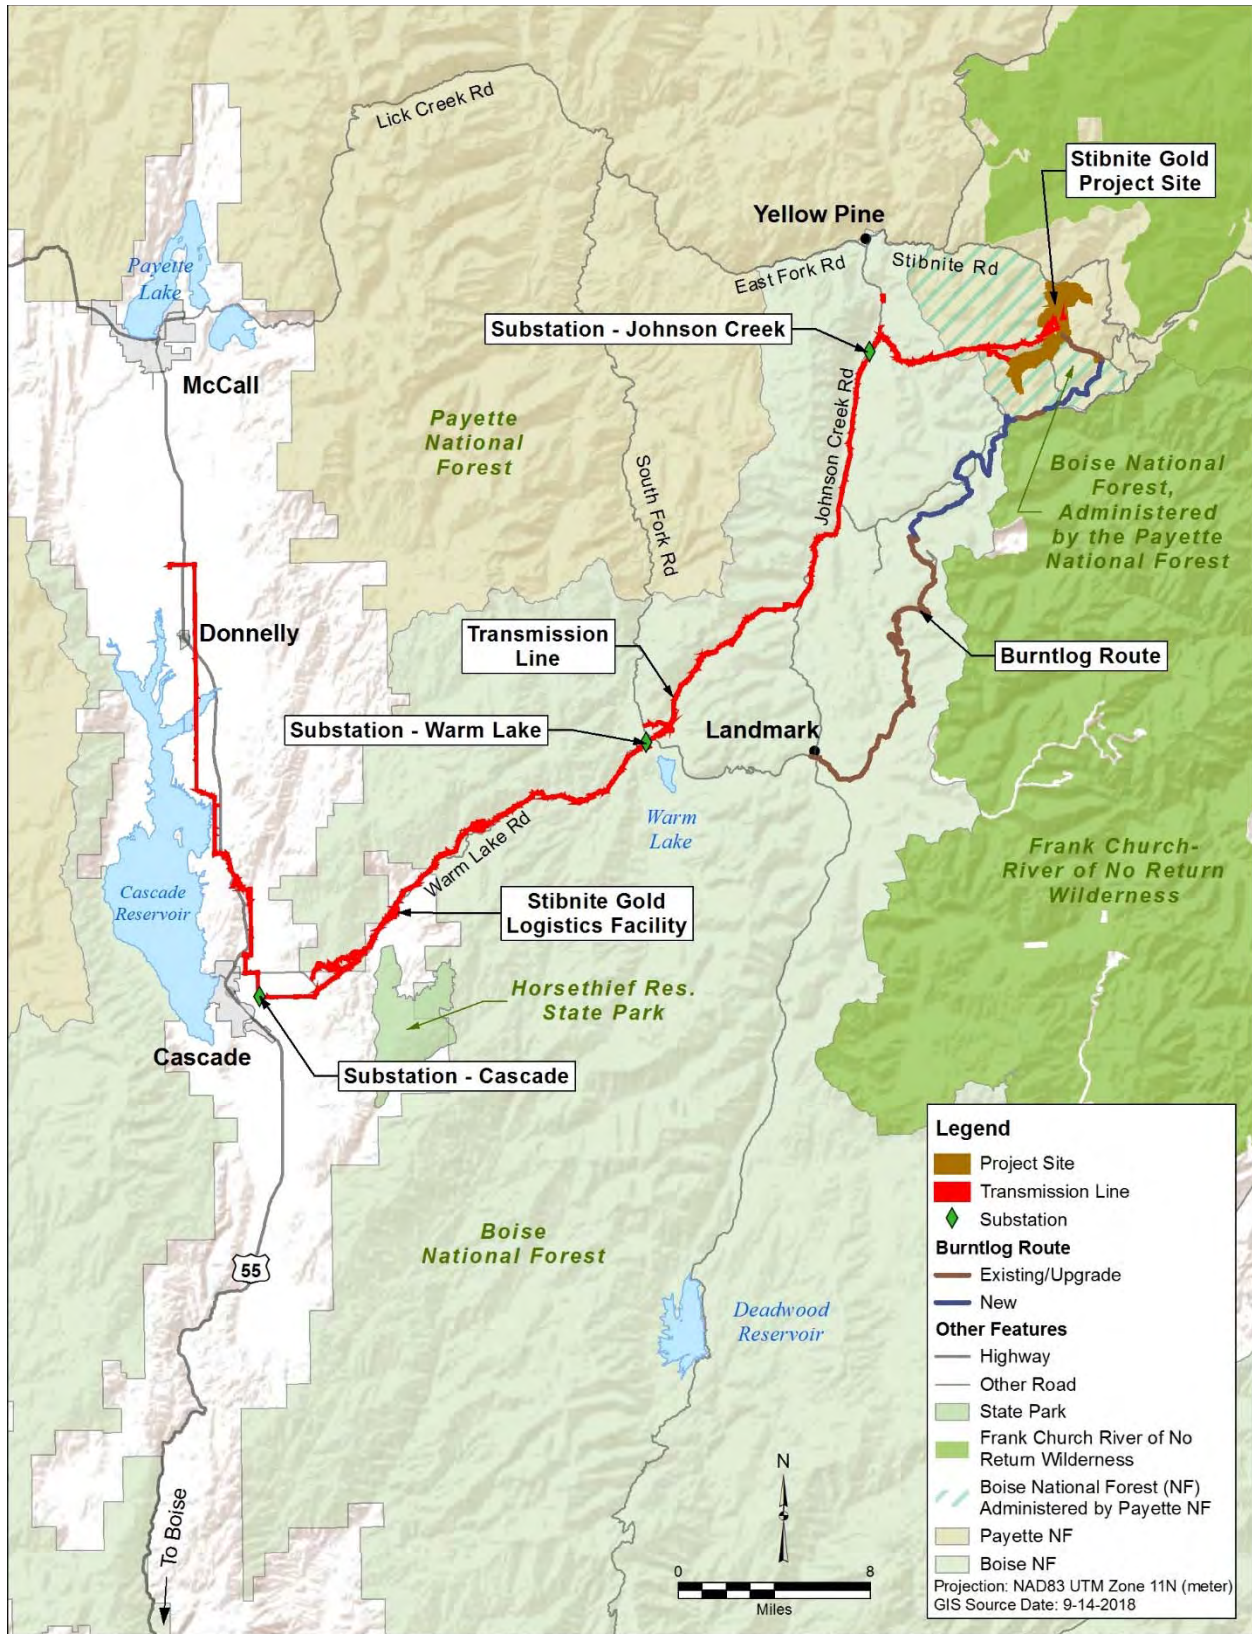 Lick Creek Rd
Stibnite Gold
Project Site
Yellow Pine
Payette
Lake
East Fork Rd
Stibnite Rd
Substation - Johnson Creek
McCall
Payette
National
Forest
South Fork Rd
Johnson Creek Rd
Boise National
Forest,
Administered
by the Payette
National Forest
Donnelly
Transmission
Line
Burntlog Route
Substation - Warm Lake
Landmark
Warm
Lake
Warm Lake Rd
Frank Church-
River of No Return
Wilderness
Cascade
Reservoir
Stibnite Gold
Logistics Facility
Horsethief Res.
State Park
Cascade
Substation - Cascade
Boise
National Forest
55
Deadwood
Reservoir
To Boise
N
0 8
Miles
Legend
Project Site
Transmission Line
Substation
Burntlog Route
Existing/Upgrade
New
Other Features
Highway
Other Road
State Park
Frank Church River of No
Return Wilderness
Boise National Forest (NF)
Administered by Payette NF
Payette NF
Boise NF
Projection: NAD83 UTM Zone 11N (meter)
GIS Source Date: 9-14-2018